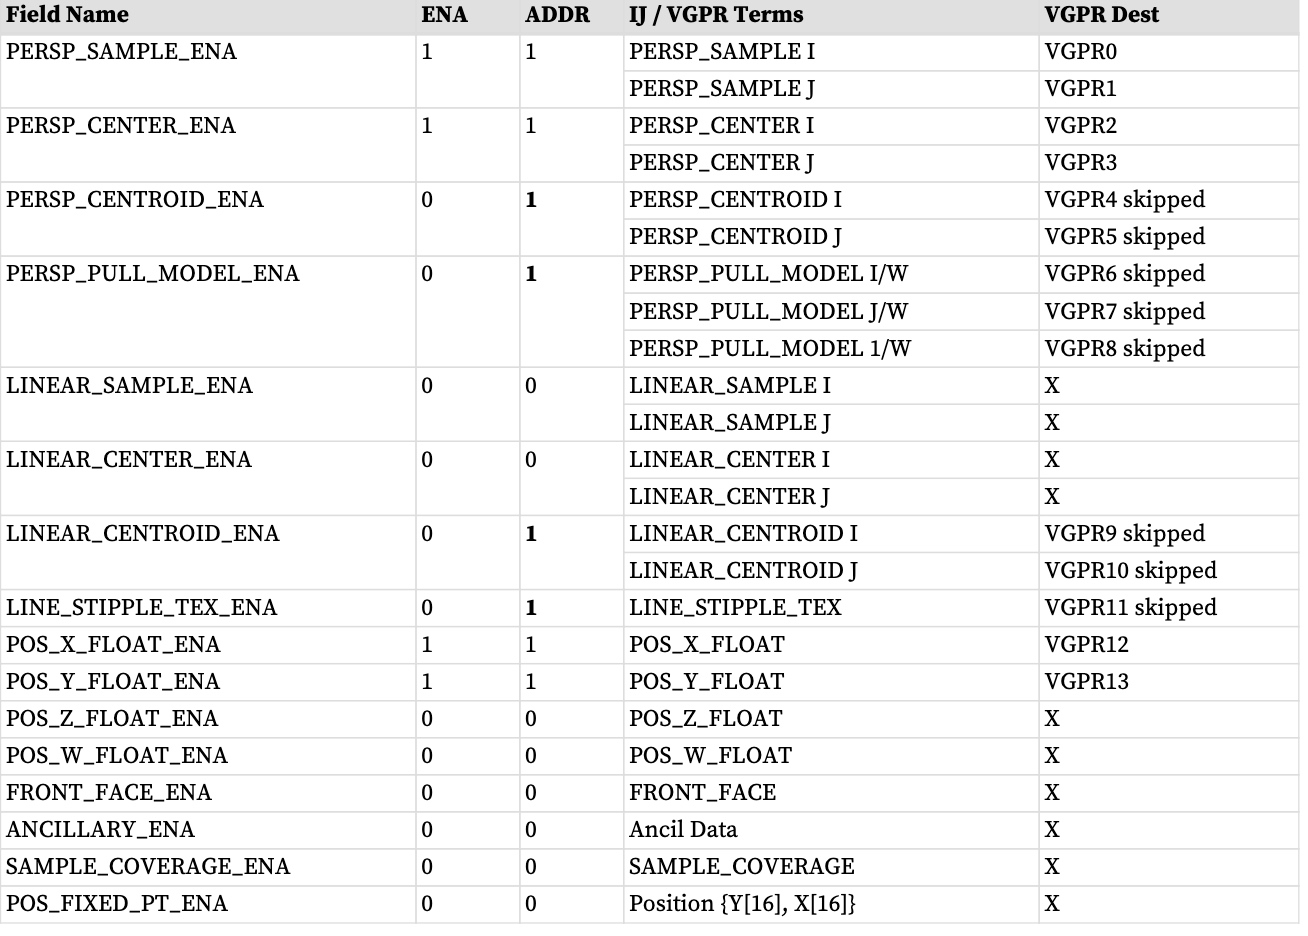 Field Name ENA ADDR IJ / VGPR Terms VGPR Dest
PERSP_SAMPLE_ENA 1 1 PERSP_SAMPLE I VGPR0
PERSP_SAMPLE J VGPR1
PERSP_CENTER_ENA 1 1 PERSP_CENTER I VGPR2
PERSP_CENTER J VGPR3
PERSP_CENTROID_ENA 0 1 PERSP_CENTROID I VGPR4 skipped
PERSP_CENTROID J VGPR5 skipped
PERSP_PULL_MODEL_ENA 0 1 PERSP_PULL_MODEL I/W VGPR6 skipped
PERSP_PULL_MODEL J/W VGPR7 skipped
PERSP_PULL_MODEL 1/W VGPR8 skipped
LINEAR_SAMPLE_ENA 0 0 LINEAR_SAMPLE I X
LINEAR_SAMPLE J X
LINEAR_CENTER_ENA 0 0 LINEAR_CENTER I X
LINEAR_CENTER J X
LINEAR_CENTROID_ENA 0 1 LINEAR_CENTROID I VGPR9 skipped
LINEAR_CENTROID J VGPR10 skipped
LINE_STIPPLE_TEX_ENA 0 1 LINE_STIPPLE_TEX VGPR11 skipped
POS_X_FLOAT_ENA 1 1 POS_X_FLOAT VGPR12
POS_Y_FLOAT_ENA 1 1 POS_Y_FLOAT VGPR13
POS_Z_FLOAT_ENA 0 0 POS_Z_FLOAT X
POS_W_FLOAT_ENA 0 0 POS_W_FLOAT X
FRONT_FACE_ENA 0 0 FRONT_FACE X
ANCILLARY_ENA 0 0 Ancil Data X
SAMPLE_COVERAGE_ENA 0 0 SAMPLE_COVERAGE X
POS_FIXED_PT_ENA 0 0 Position {Y[16], X[16]} X